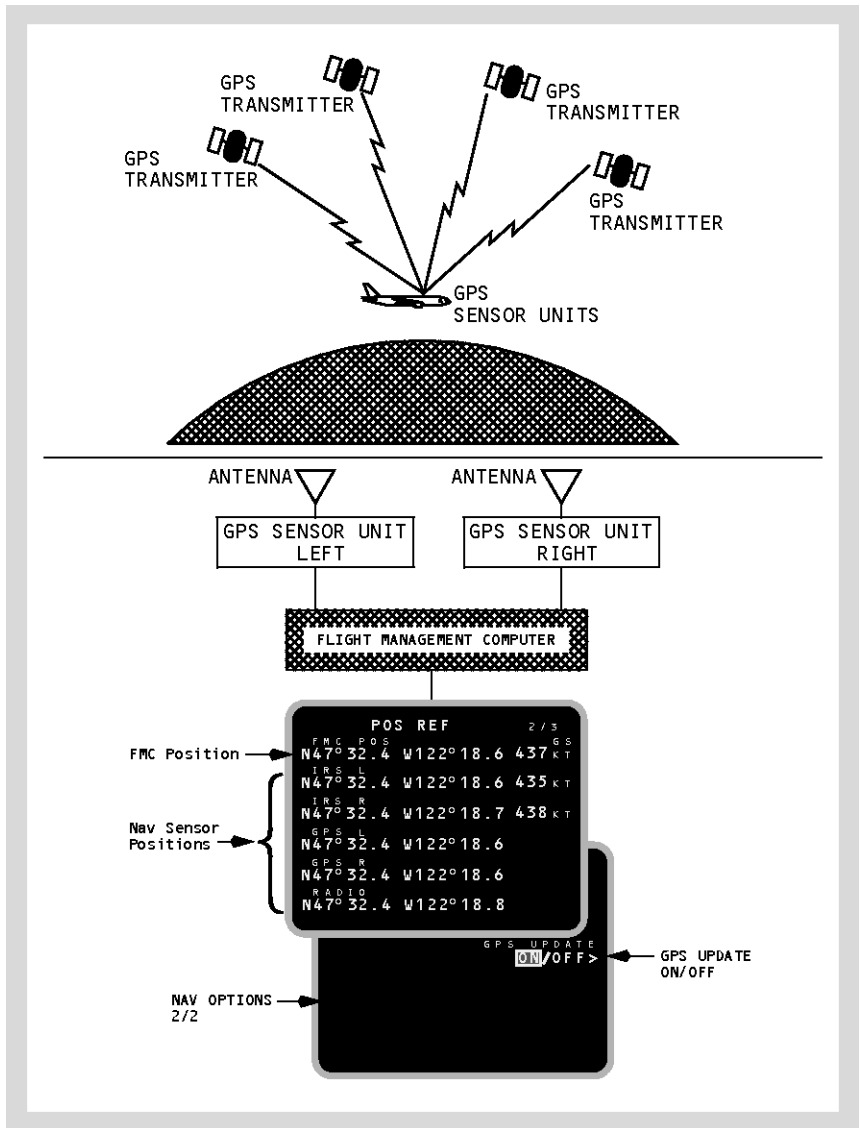 GPS
TRANSMITTER
GPS
TRANSMITTER
GPS
TRANSMITTER
GPS
TRANSMITTER
GPS
SENSOR UNITS
ANTENNA
ANTENNA
GPS SENSOR UNIT
LEFT
GPS SENSOR UNIT
RIGHT
FLIGHT MANAGEMENT COMPUTER
POS REF 2/3
FMC POS GS
FMC Position
N47°32.4 W122°18.6 437KT
IRS L
N47°32.4 W122°18.6 435KT
IRS R
N47°32.4 W122°18.7 438KT
Nav Sensor
Positions
GPS L
N47°32.4 W122°18.6
GPS R
N47°32.4 W122°18.6
RADIO
N47°32.4 W122°18.8
GPS UPDATE
ON/OFF>
GPS UPDATE
ON/OFF
NAV OPTIONS
2/2